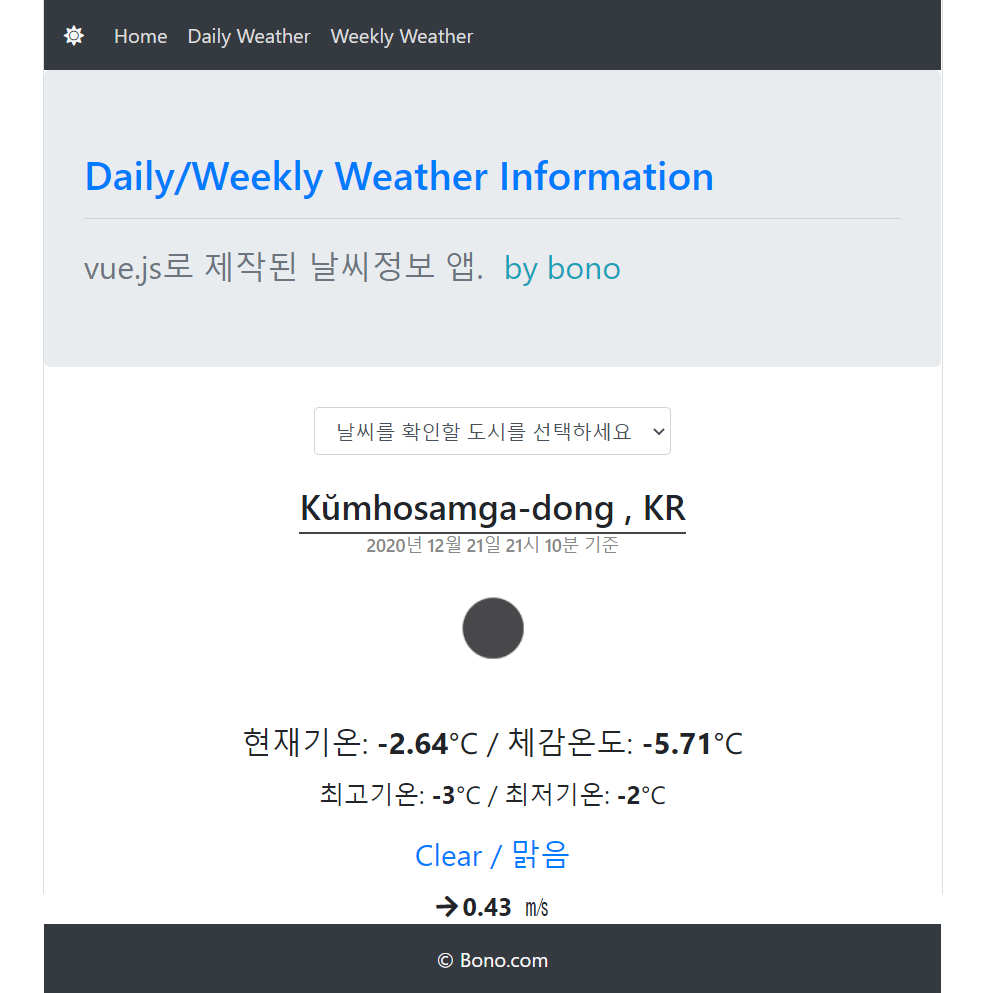 Home Daily Weather Weekly Weather
Daily/Weekly Weather Information
vue.js로 제작된 날씨정보 앱. by bono
날씨를 확인할 도시를 선택하세요
Kŭmhosamga-dong , KR
2020년 12월 21일 21시 10분 기준
현재기온: -2.64°C / 체감온도: -5.71°C
최고기온: -3°C / 최저기온: -2°C
Clear / 맑음
→ 0.43 ㎧
© Bono.com